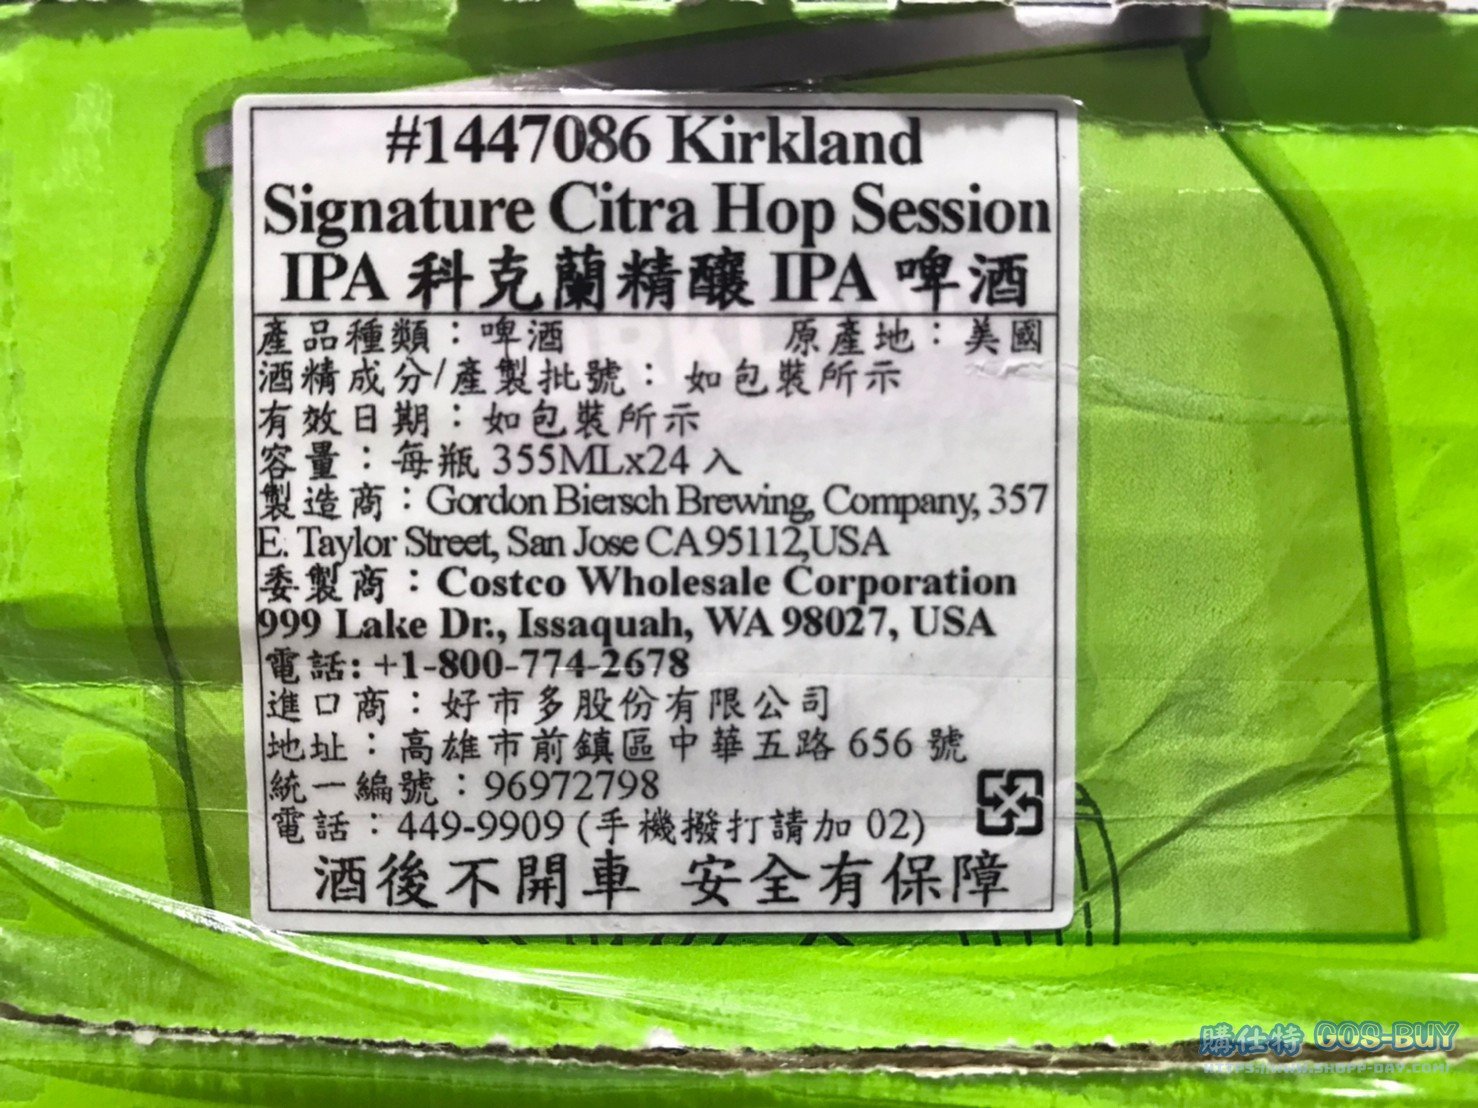 #1447086 Kirkland
Signature Citra Hop Session
IPA 科克蘭精釀 IPA 啤酒
產品種類：啤酒 原產地：美國
酒精成分/產製批號： 如包裝所示
有效日期：如包裝所示
容量：每瓶 355MLx24 入
製造商：Gordon Biersch Brewing, Company, 357
E. Taylor Street, San Jose CA95112,USA
委製商：Costco Wholesale Corporation
999 Lake Dr., Issaquah, WA 98027, USA
電話: +1-800-774-2678
進口商：好市多股份有限公司
地址：高雄市前鎮區中華五路 656 號
統一編號：96972798
電話：449-9909 (手機撥打請加 02)
酒後不開車 安全有保障
購仕特 GOS-BUY
HTTPS://WWW.SHOPP-DAY.COM/